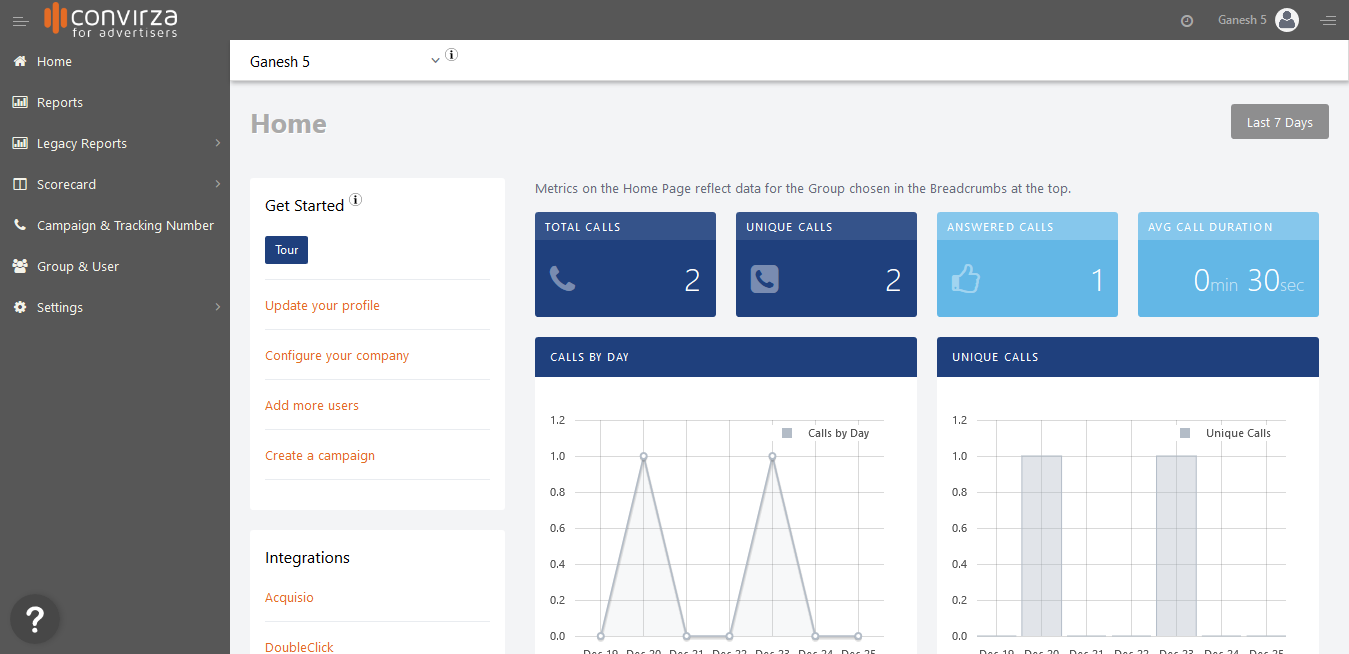 convirza
for advertisers
Ganesh 5
Home
Reports
Legacy Reports
Scorecard
Campaign & Tracking Number
Group & User
Settings
?
Ganesh 5
i
Home
Last 7 Days
Get Started i
Tour
Update your profile
Configure your company
Add more users
Create a campaign
Integrations
Acquisio
DoubleClick
Metrics on the Home Page reflect data for the Group chosen in the Breadcrumbs at the top.
TOTAL CALLS
2
UNIQUE CALLS
2
ANSWERED CALLS
1
AVG CALL DURATION
0min 30sec
CALLS BY DAY
Calls by Day
1.2
1.0
0.8
0.6
0.4
0.2
0.0
Dec 19 Dec 20 Dec 21 Dec 22 Dec 23 Dec 24 Dec 25
UNIQUE CALLS
Unique Calls
1.2
1.0
0.8
0.6
0.4
0.2
0.0
Dec 19 Dec 20 Dec 21 Dec 22 Dec 23 Dec 24 Dec 25